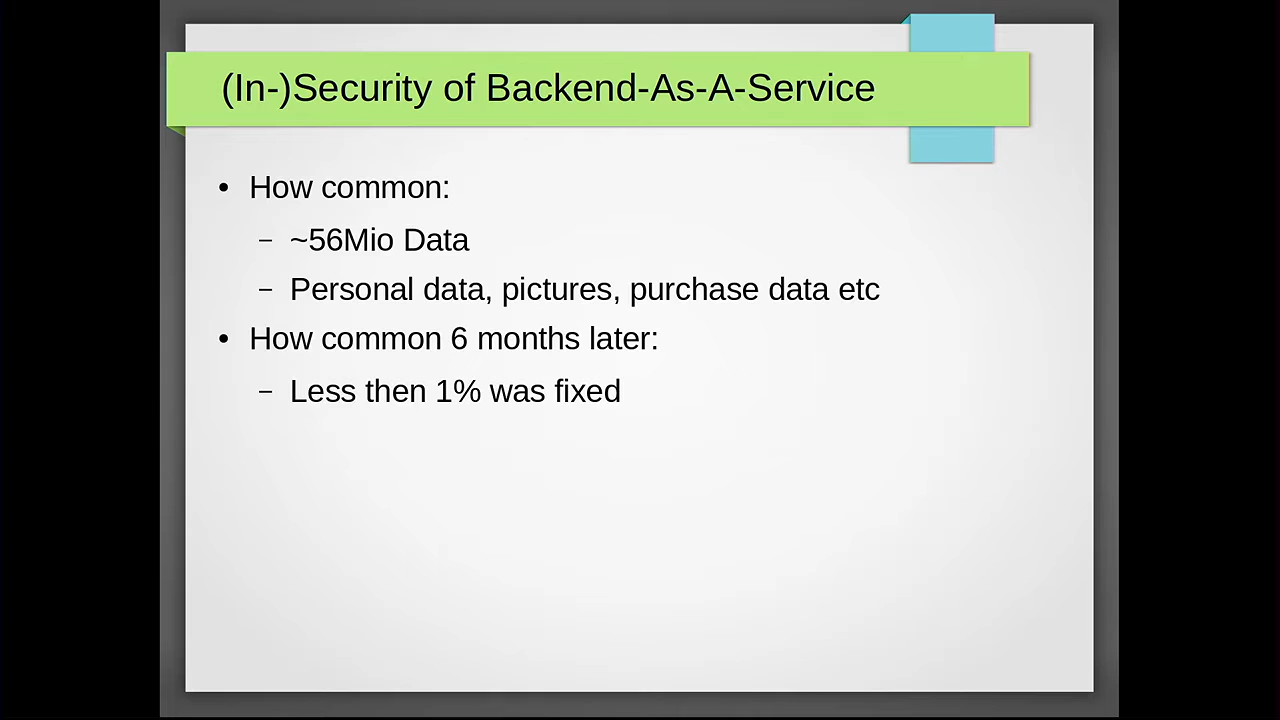 (In-)Security of Backend-As-A-Service
• How common:
– ~56Mio Data
– Personal data, pictures, purchase data etc
• How common 6 months later:
– Less then 1% was fixed